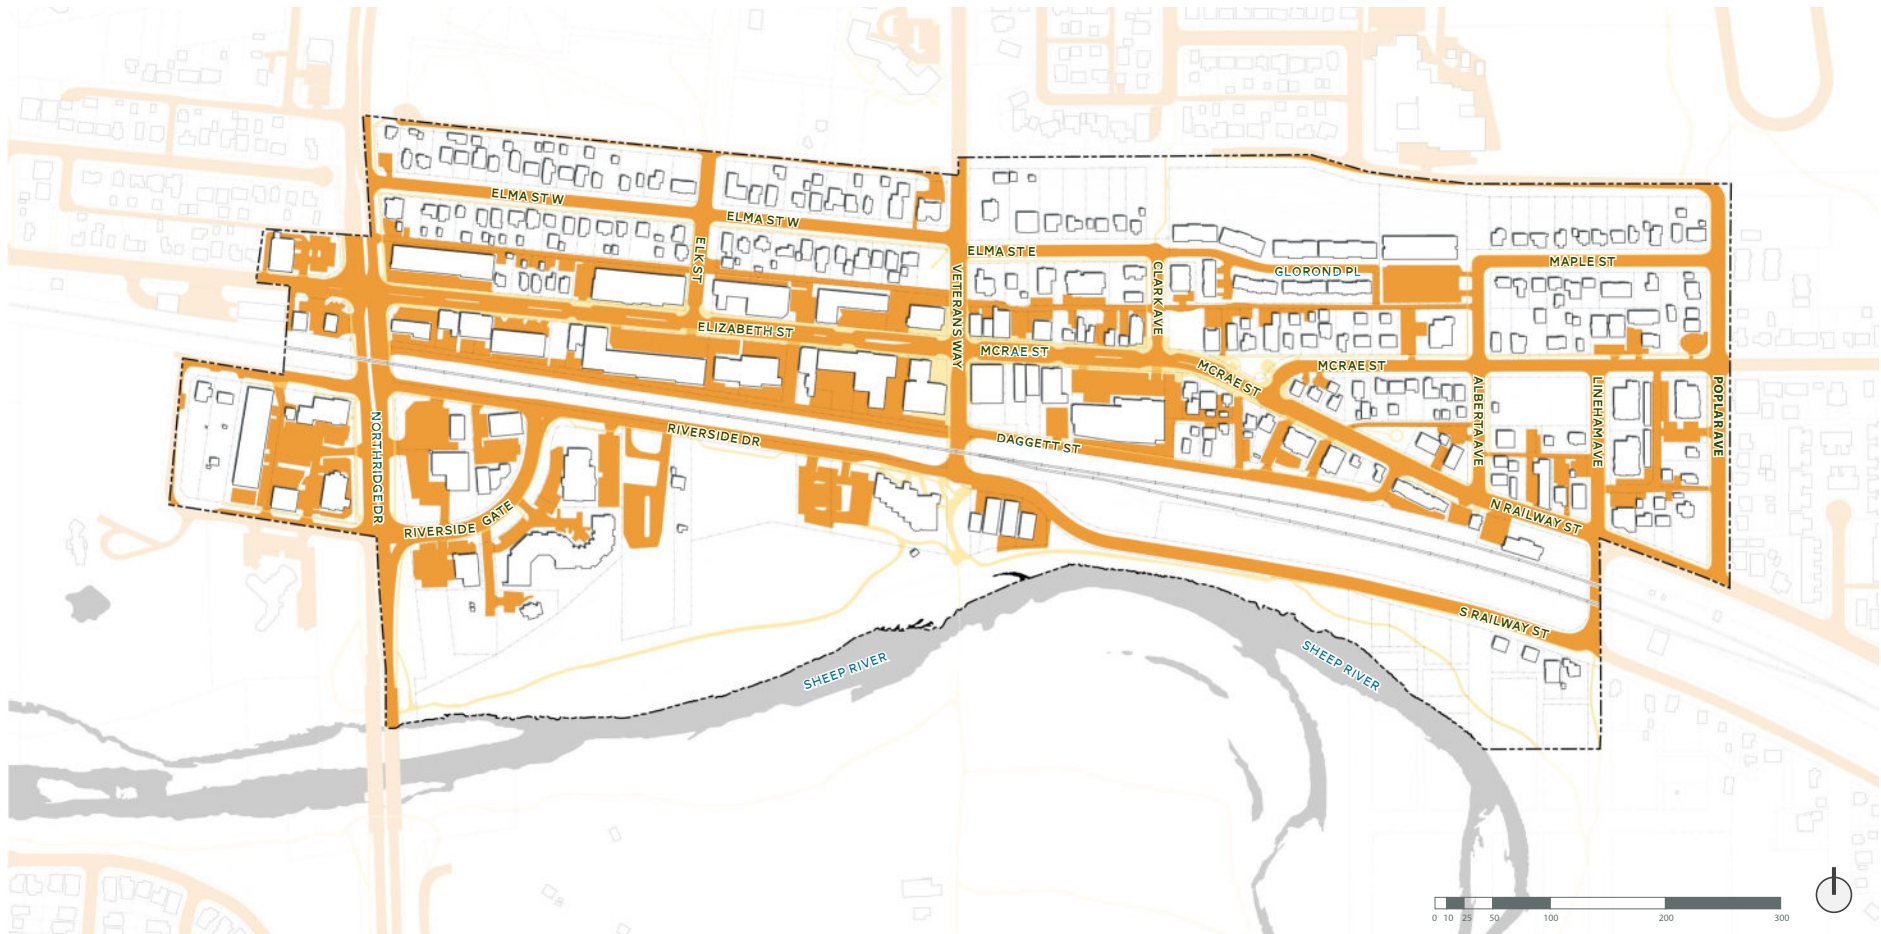 ELMA ST W
ELMA ST W
ELK ST
ELMA ST E
VETERANS WAY
CLARK AVE
GLOROND PL
MAPLE ST
ELIZABETH ST
MCRAE ST
MCRAE ST
MCRAE ST
ALBERTA AVE
LINEHAM AVE
POPLAR AVE
NORTHRIDGE DR
RIVERSIDE DR
DAGGETT ST
RIVERSIDE GATE
N RAILWAY ST
S RAILWAY ST
SHEEP RIVER
SHEEP RIVER
0 10 25 50 100 200 300